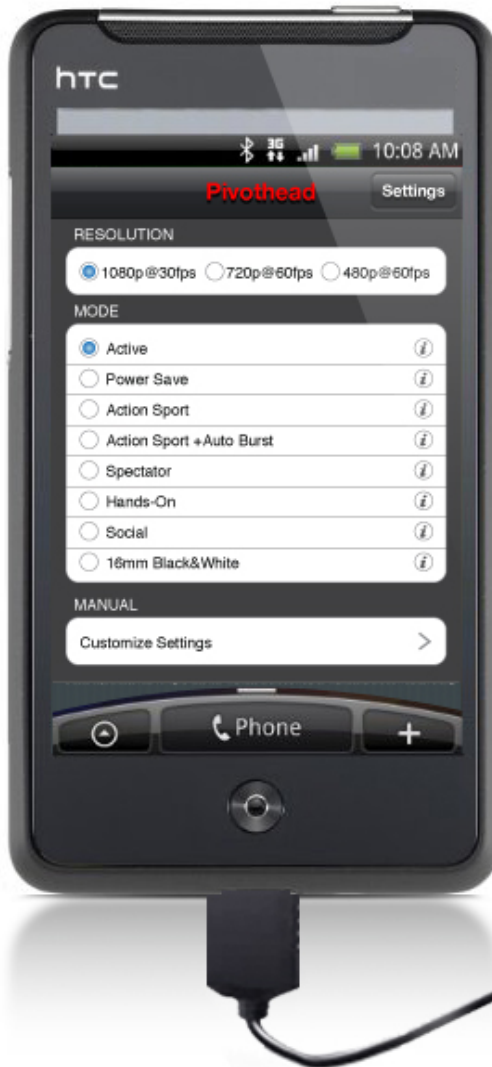 hTC
3G
10:08 AM
Pivothead
Settings
RESOLUTION
1080p@30fps 720p@60fps 480p@60fps
MODE
Active
Power Save
Action Sport
Action Sport +Auto Burst
Spectator
Hands-On
Social
16mm Black&White
MANUAL
Customize Settings
Phone